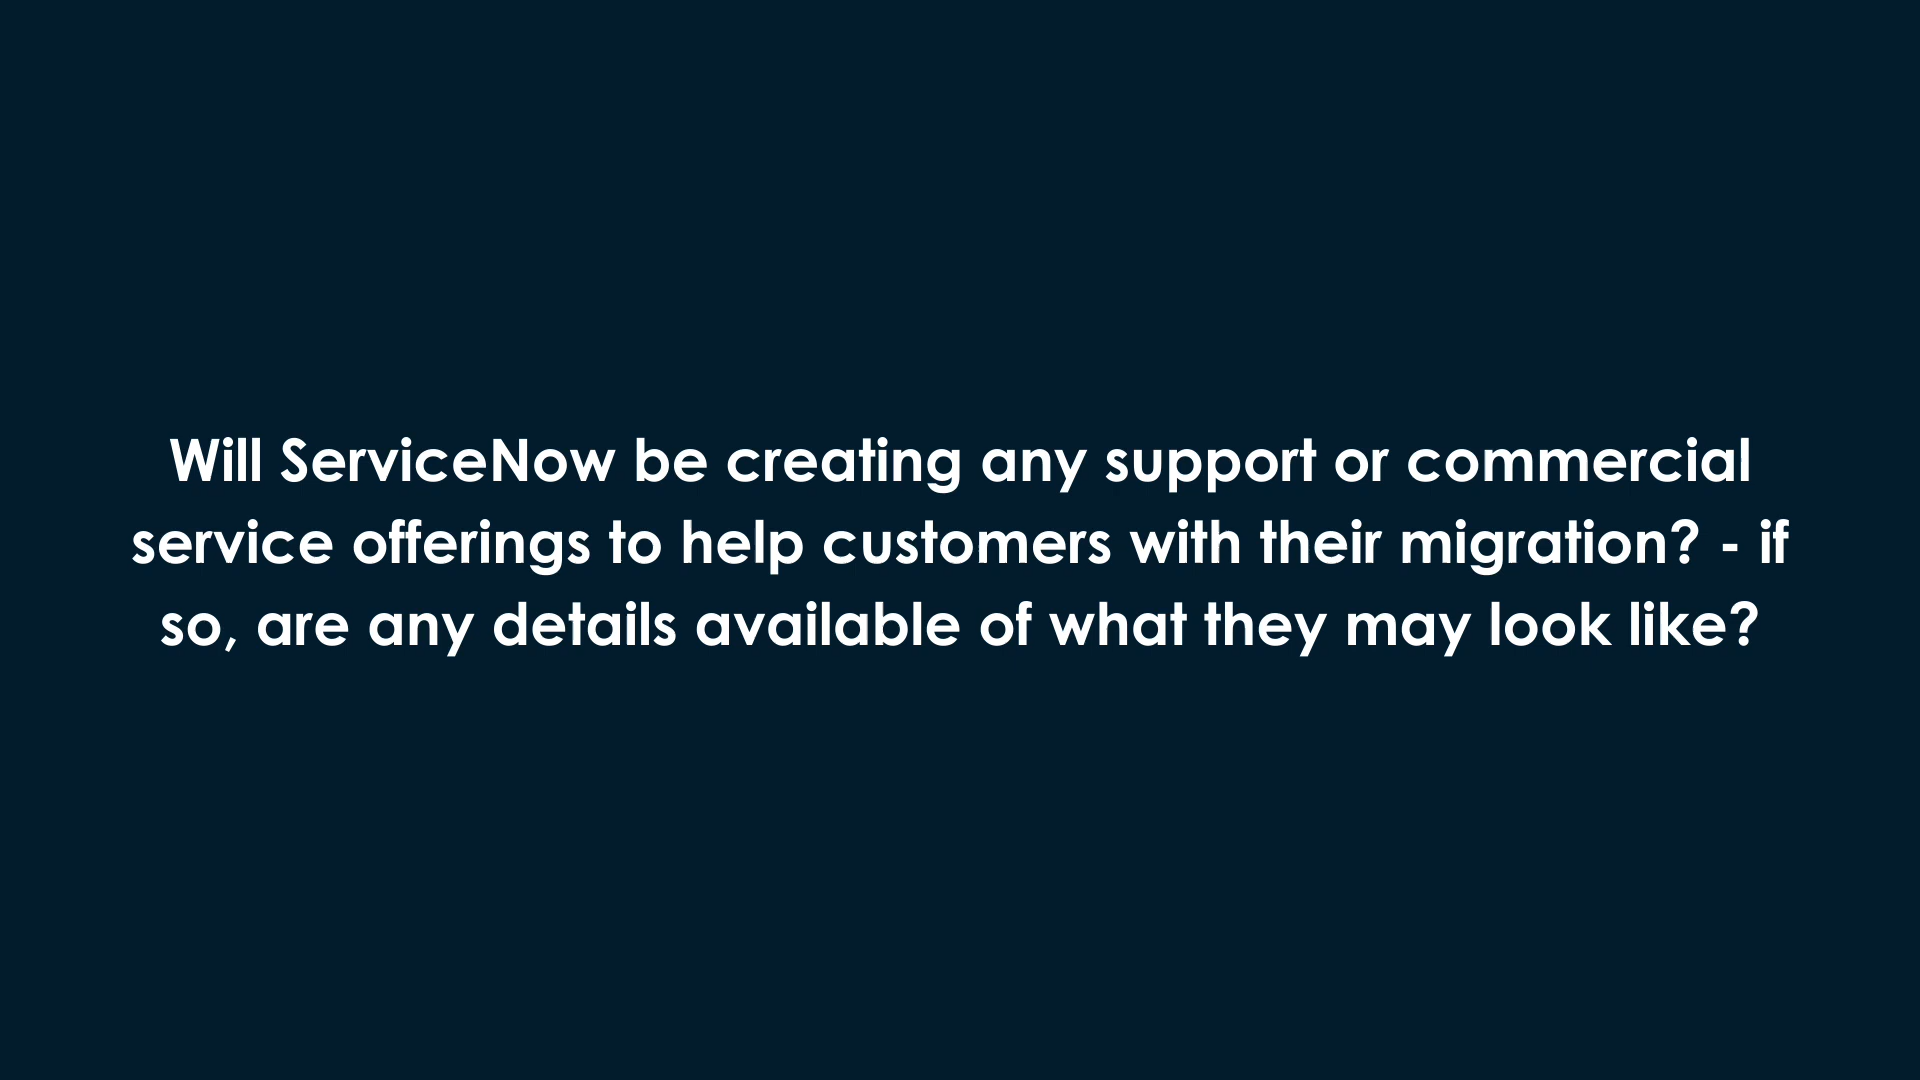 Will ServiceNow be creating any support or commercial
service offerings to help customers with their migration? - if
so, are any details available of what they may look like?